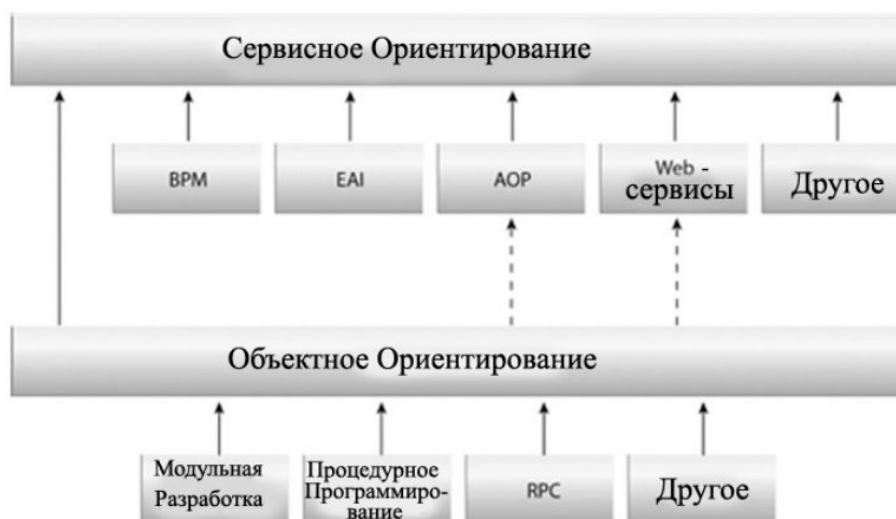 Сервисное Ориентирование
BPM
EAI
AOP
Web -
сервисы
Другое
Объектное Ориентирование
Модульная
Разработка
Процедурное
Программиро-
вание
RPC
Другое